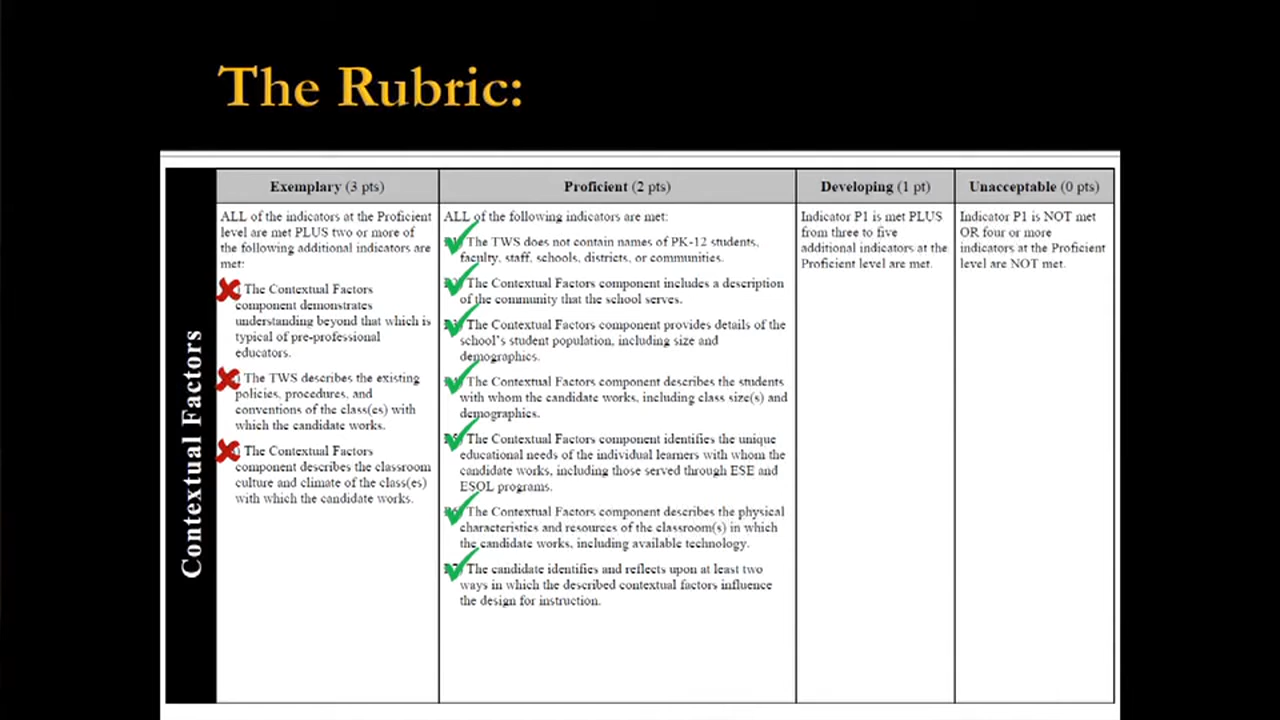 The Rubric:
Contextual Factors
Exemplary (3 pts)
ALL of the indicators at the Proficient
level are met PLUS two or more of
the following additional indicators are
met:
The Contextual Factors
component demonstrates
understanding beyond that which is
typical of pre-professional
educators.
The TWS describes the existing
policies, procedures, and
conventions of the class(es) with
which the candidate works.
The Contextual Factors
component describes the classroom
culture and climate of the class(es)
with which the candidate works.
Proficient (2 pts)
ALL of the following indicators are met:
The TWS does not contain names of PK-12 students,
faculty, staff, schools, districts, or communities.
The Contextual Factors component includes a description
of the community that the school serves.
The Contextual Factors component provides details of the
school's student population, including size and
demographics.
The Contextual Factors component describes the students
with whom the candidate works, including class size(s) and
demographics.
The Contextual Factors component identifies the unique
educational needs of the individual learners with whom the
candidate works, including those served through ESE and
ESOL programs.
The Contextual Factors component describes the physical
characteristics and resources of the classroom(s) in which
the candidate works, including available technology.
The candidate identifies and reflects upon at least two
ways in which the described contextual factors influence
the design for instruction.
Developing (1 pt)
Indicator P1 is met PLUS
from three to five
additional indicators at the
Proficient level are met.
Unacceptable (0 pts)
Indicator P1 is NOT met
OR four or more
indicators at the Proficient
level are NOT met.